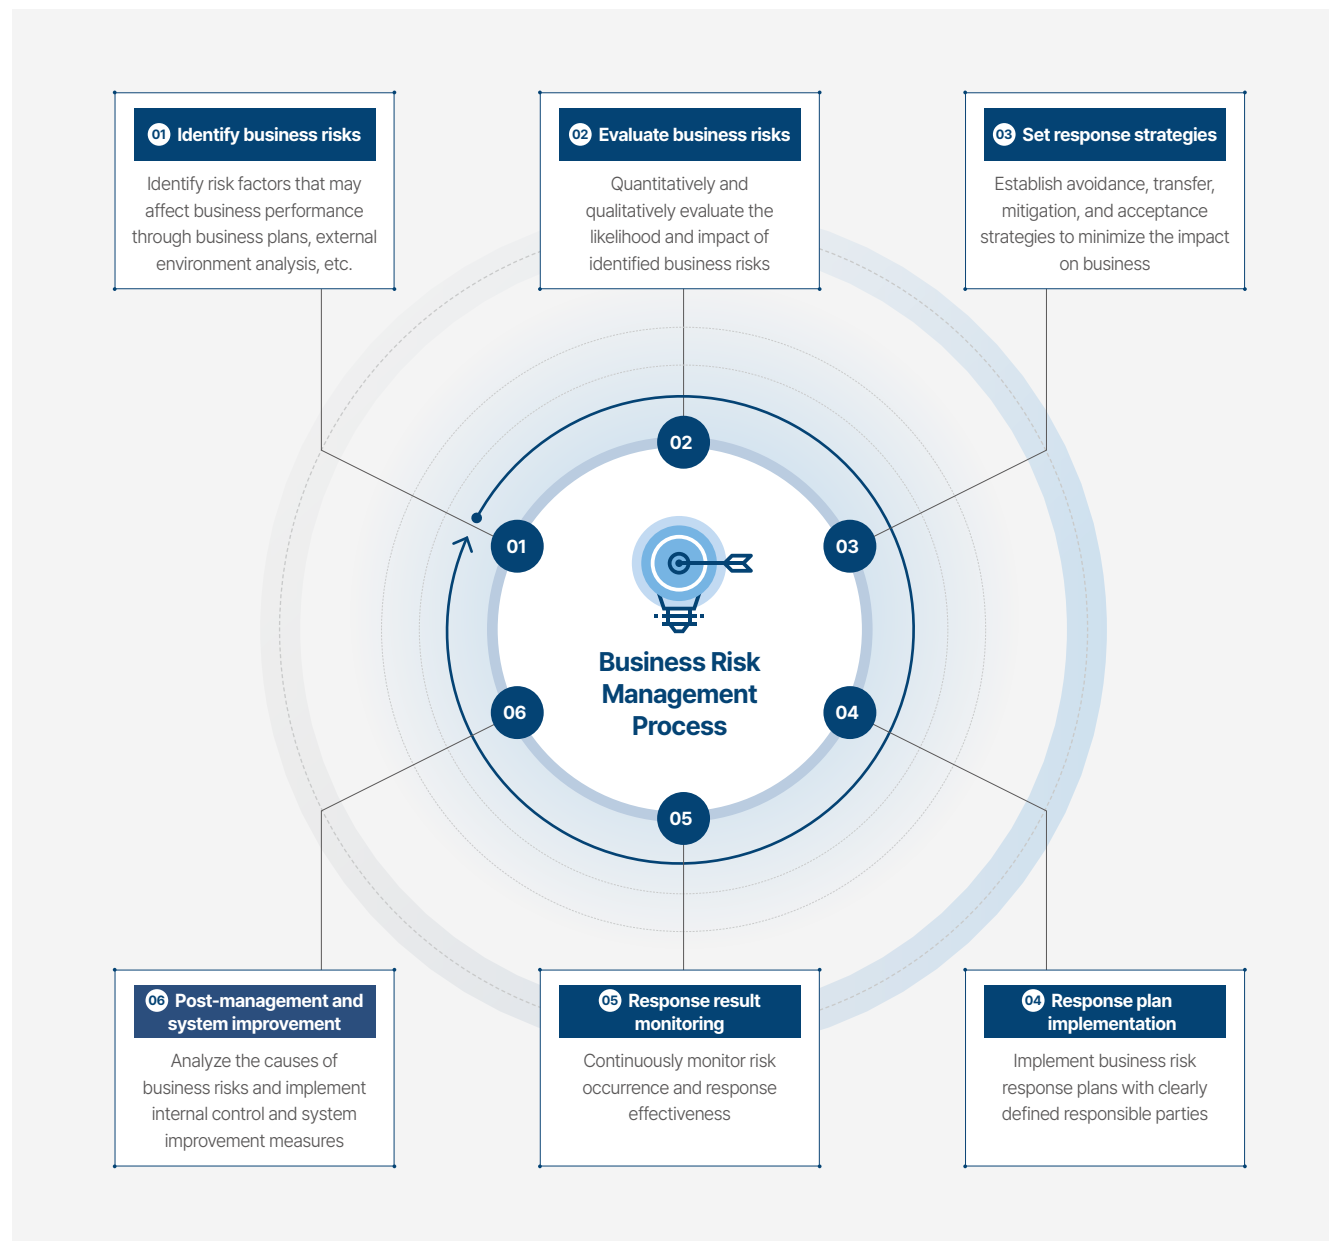 01 Identify business risks
Identify risk factors that may
affect business performance
through business plans, external
environment analysis, etc.
02 Evaluate business risks
Quantitatively and
qualitatively evaluate the
likelihood and impact of
identified business risks
03 Set response strategies
Establish avoidance, transfer,
mitigation, and acceptance
strategies to minimize the impact
on business
02
01
03
Business Risk
Management
Process
06
04
05
06 Post-management and
system improvement
Analyze the causes of
business risks and implement
internal control and system
improvement measures
05 Response result
monitoring
Continuously monitor risk
occurrence and response
effectiveness
04 Response plan
implementation
Implement business risk
response plans with clearly
defined responsible parties